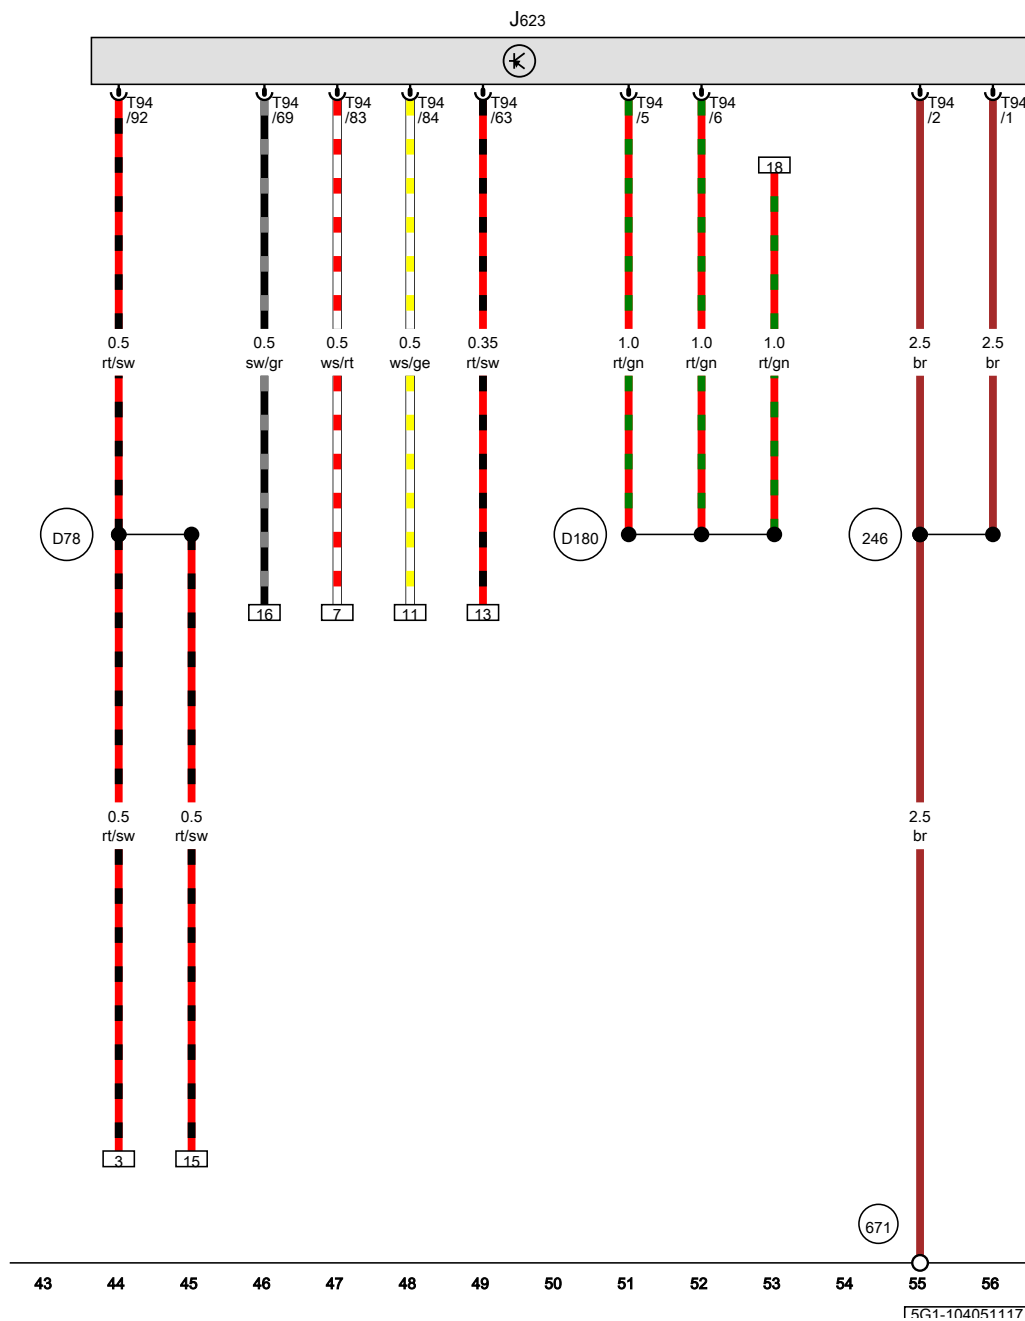 J623
T94 /92
T94 /69
T94 /83
T94 /84
T94 /63
T94 /5
T94 /6
T94 /2
T94 /1
18
0.5 rt/sw
0.5 sw/gr
0.5 ws/rt
0.5 ws/ge
0.35 rt/sw
1.0 rt/gn
1.0 rt/gn
1.0 rt/gn
2.5 br
2.5 br
D78
D180
246
16
7
11
13
0.5 rt/sw
0.5 rt/sw
2.5 br
3
15
671
43 44 45 46 47 48 49 50 51 52 53 54 55 56
5G1-104051117